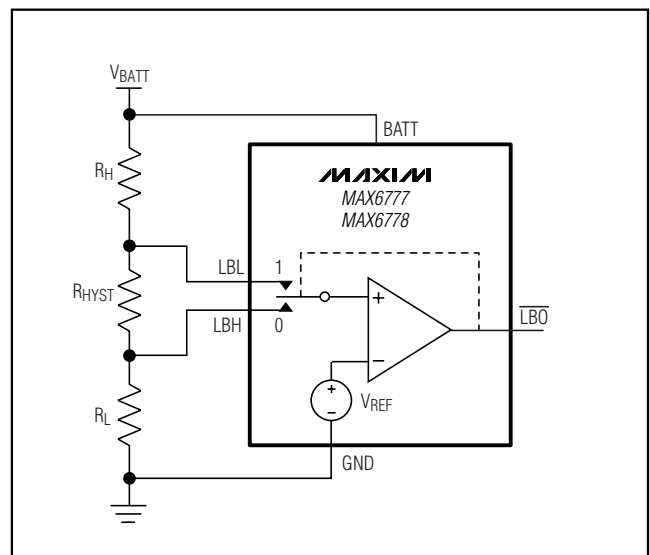 VBATT
BATT
RH
MAXIM
MAX6777
MAX6778
LBL 1
+
RHYST
LBH 0
LBO
−
+
−
VREF
RL
GND